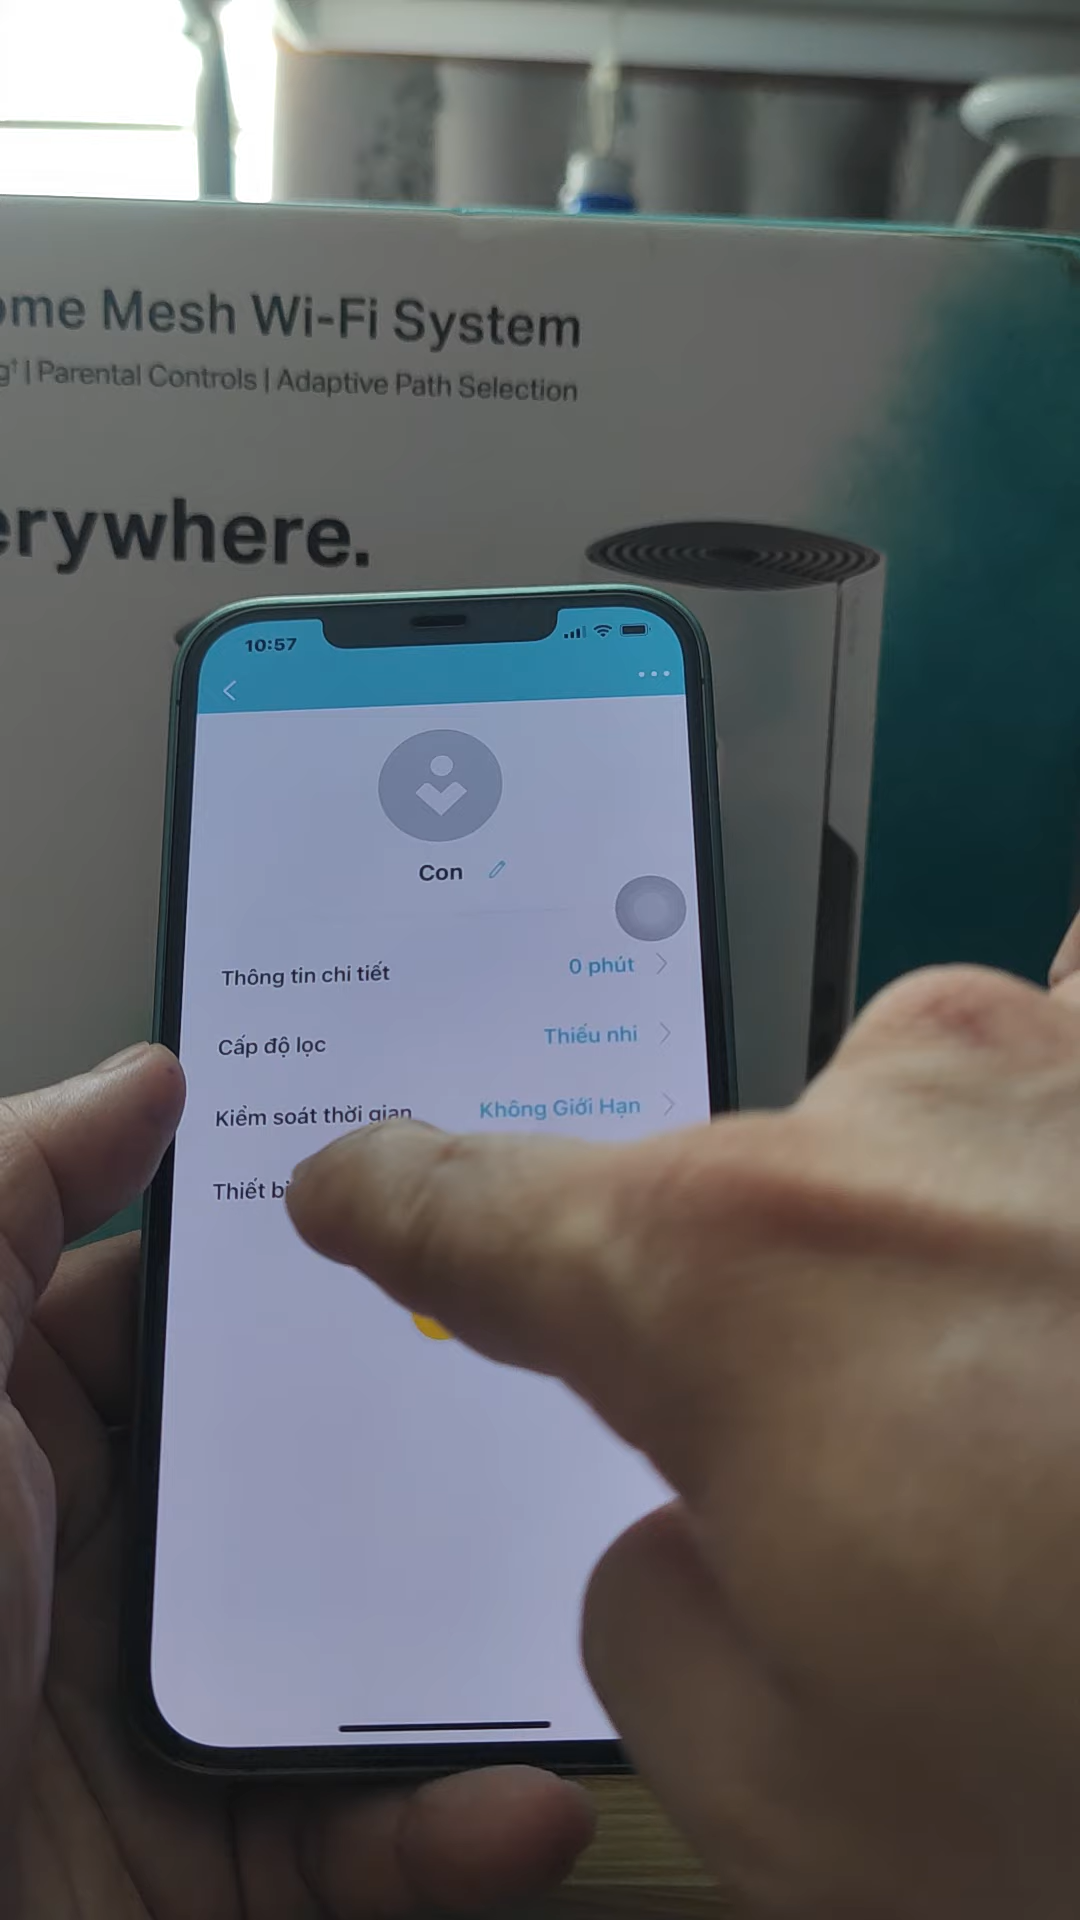 Mesh Wi-Fi System
| Parental Controls | Adaptive Path Selection
erywhere.
10:57
Con
Thông tin chi tiết 0 phút
Cấp độ lọc Thiếu nhi
Kiểm soát thời gian Không Giới Hạn
Thiết bị